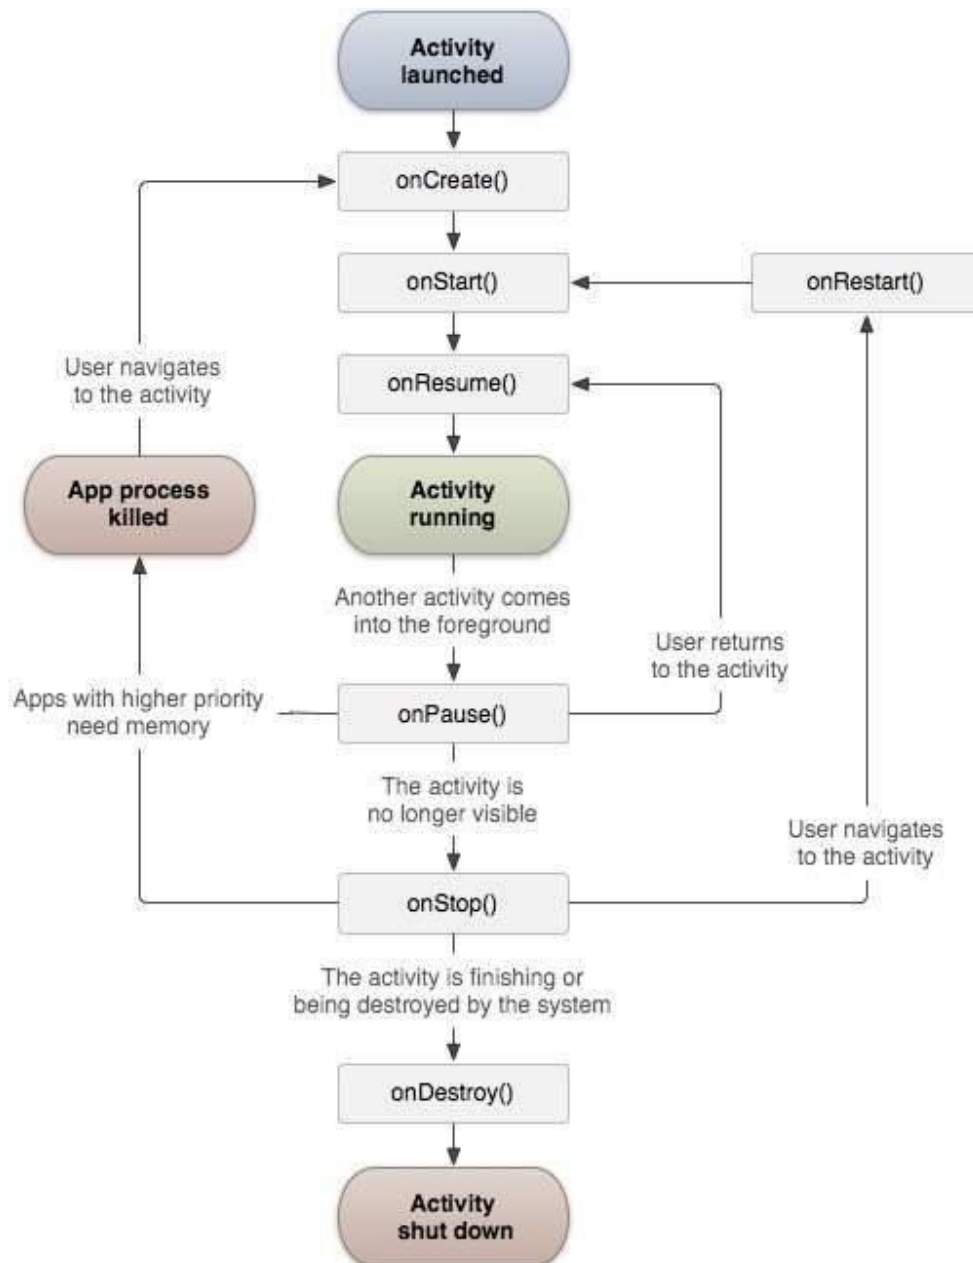 Activity
launched
onCreate()
onStart()
onRestart()
onResume()
User navigates
to the activity
App process
killed
Activity
running
Another activity comes
into the foreground
User returns
to the activity
Apps with higher priority
need memory
onPause()
The activity is
no longer visible
User navigates
to the activity
onStop()
The activity is finishing or
being destroyed by the system
onDestroy()
Activity
shut down